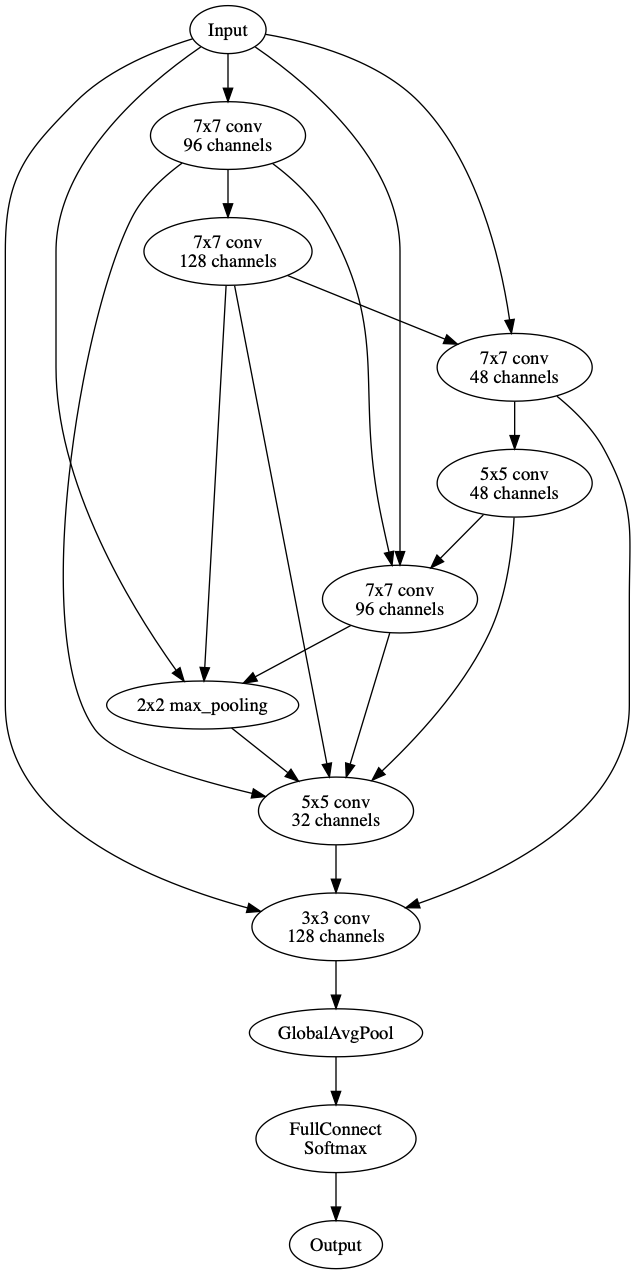 Input
7x7 conv
96 channels
7x7 conv
128 channels
7x7 conv
48 channels
5x5 conv
48 channels
7x7 conv
96 channels
2x2 max_pooling
5x5 conv
32 channels
3x3 conv
128 channels
GlobalAvgPool
FullConnect
Softmax
Output